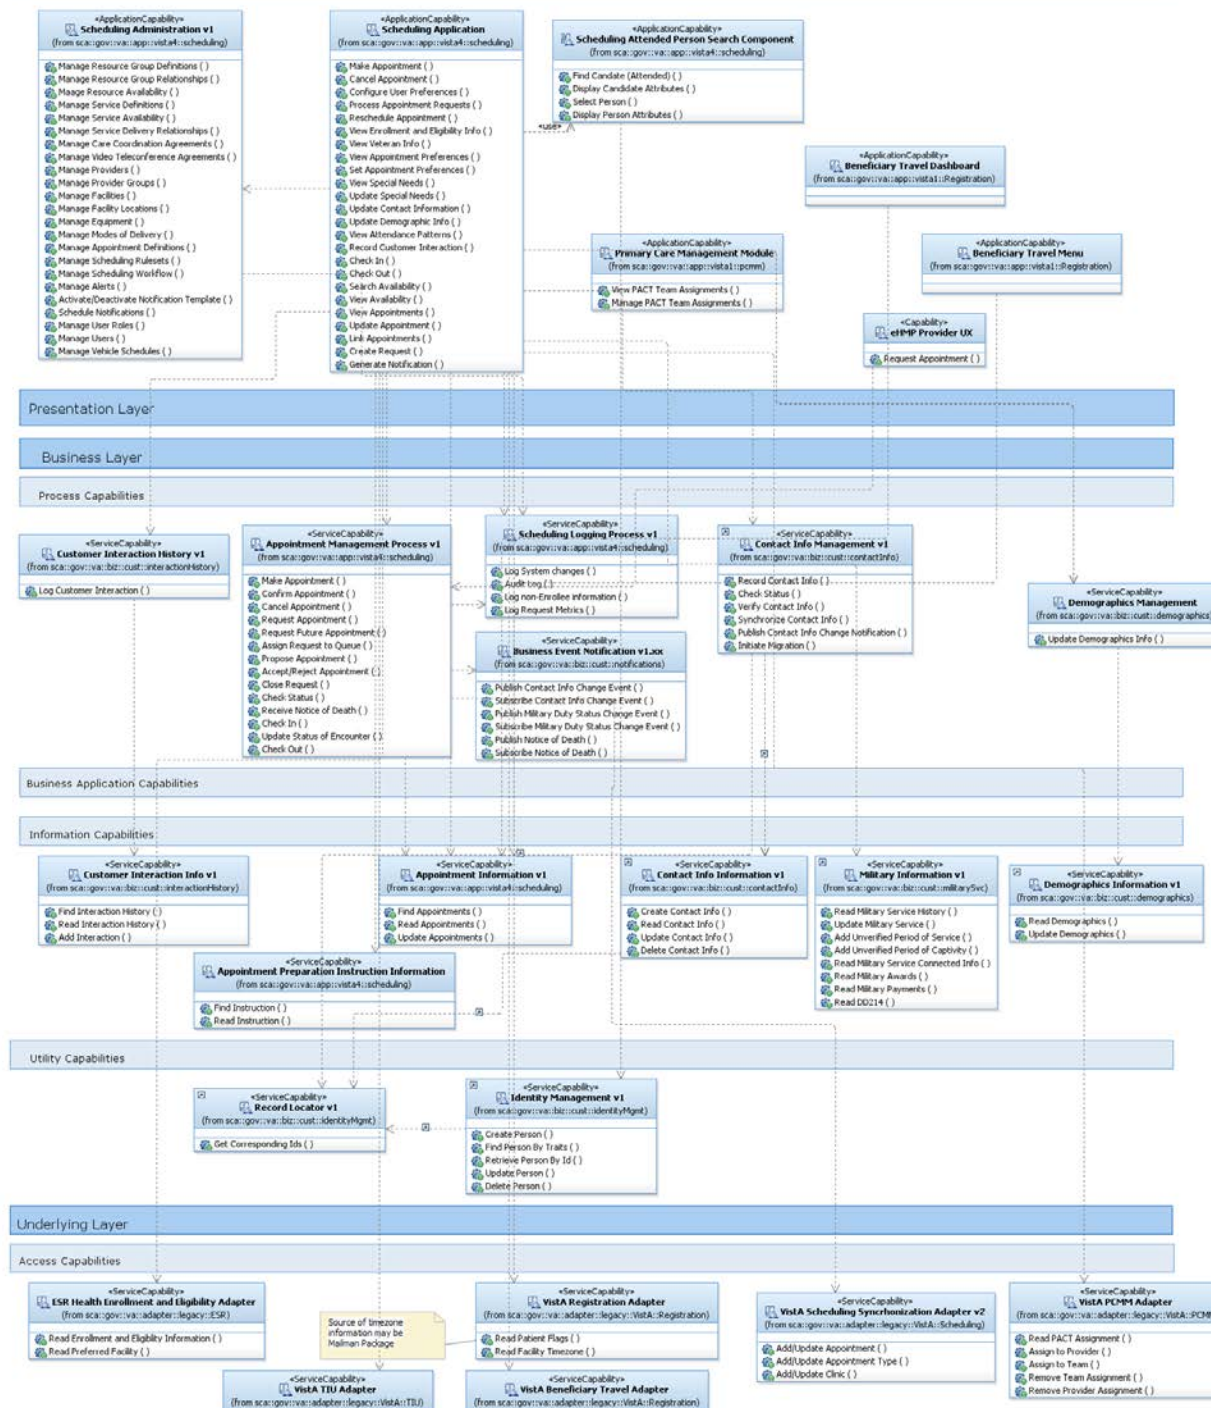 «ApplicationCapability»
Scheduling Administration v1
(from sca::gov::va::app::vista4::scheduling)
Manage Resource Group Definitions ( )
Manage Resource Group Relationships ( )
Maage Resource Availability ( )
Manage Service Definitions ( )
Manage Service Availability ( )
Manage Service Delivery Relationships ( )
Manage Care Coordination Agreements ( )
Manage Video Teleconference Agreements ( )
Manage Providers ( )
Manage Provider Groups ( )
Manage Facilities ( )
Manage Facility Locations ( )
Manage Equipment ( )
Manage Modes of Delivery ( )
Manage Appointment Definitions ( )
Manage Scheduling Rulesets ( )
Manage Scheduling Workflow ( )
Manage Alerts ( )
Activate/Deactivate Notification Template ( )
Schedule Notifications ( )
Manage User Roles ( )
Manage Users ( )
Manage Vehicle Schedules ( )
«ApplicationCapability»
Scheduling Application
(from sca::gov::va::app::vista4::scheduling)
Make Appointment ( )
Cancel Appointment ( )
Configure User Preferences ( )
Process Appointment Requests ( )
Reschedule Appointment ( )
View Enrollment and Eligibility Info ( )
View Veteran Info ( )
View Appointment Preferences ( )
Set Appointment Preferences ( )
View Special Needs ( )
Update Special Needs ( )
Update Contact Information ( )
Update Demographic Info ( )
View Attendance Patterns ( )
Record Customer Interaction ( )
Check In ( )
Check Out ( )
Search Availability ( )
View Availability ( )
View Appointments ( )
Update Appointment ( )
Link Appointments ( )
Create Request ( )
Generate Notification ( )
«use»
«ApplicationCapability»
Scheduling Attended Person Search Component
(from sca::gov::va::app::vista4::scheduling)
Find Candate (Attended) ( )
Display Candidate Attributes ( )
Select Person ( )
Display Person Attributes ( )
«ApplicationCapability»
Beneficiary Travel Dashboard
(from sca::gov::va::app::vista1::Registration)
«ApplicationCapability»
Primary Care Management Module
(from sca::gov::va::app::vista1::pcmm)
View PACT Team Assignments ( )
Manage PACT Team Assignments ( )
«ApplicationCapability»
Beneficiary Travel Menu
(from sca::gov::va::app::vista1::Registration)
«Capability»
eHMP Provider UX
Request Appointment ( )
Presentation Layer
Business Layer
Process Capabilities
«ServiceCapability»
Customer Interaction History v1
(from sca::gov::va::biz::cust::interactionHistory)
Log Customer Interaction ( )
«ServiceCapability»
Appointment Management Process v1
(from sca::gov::va::app::vista4::scheduling)
Make Appointment ( )
Confirm Appointment ( )
Cancel Appointment ( )
Request Appointment ( )
Request Future Appointment ( )
Assign Request to Queue ( )
Propose Appointment ( )
Accept/Reject Appointment ( )
Close Request ( )
Check Status ( )
Receive Notice of Death ( )
Check In ( )
Update Status of Encounter ( )
Check Out ( )
«ServiceCapability»
Scheduling Logging Process v1
(from sca::gov::va::app::vista4::scheduling)
Log System changes ( )
Audit Log ( )
Log non-Enrollee information ( )
Log Request Metrics ( )
«ServiceCapability»
Business Event Notification v1.xx
(from sca::gov::va::biz::cust::notifications)
Publish Contact Info Change Event ( )
Subscribe Contact Info Change Event ( )
Publish Military Duty Status Change Event ( )
Subscribe Military Duty Status Change Event ( )
Publish Notice of Death ( )
Subscribe Notice of Death ( )
«ServiceCapability»
Contact Info Management v1
(from sca::gov::va::biz::cust::contactInfo)
Record Contact Info ( )
Check Status ( )
Verify Contact Info ( )
Synchronize Contact Info ( )
Publish Contact Info Change Notification ( )
Initiate Migration ( )
«ServiceCapability»
Demographics Management
(from sca::gov::va::biz::cust::demographics)
Update Demographics Info ( )
Business Application Capabilities
Information Capabilities
«ServiceCapability»
Customer Interaction Info v1
(from sca::gov::va::biz::cust::interactionHistory)
Find Interaction History ( )
Read Interaction History ( )
Add Interaction ( )
«ServiceCapability»
Appointment Information v1
(from sca::gov::va::app::vista4::scheduling)
Find Appointments ( )
Read Appointments ( )
Update Appointments ( )
«ServiceCapability»
Contact Info Information v1
(from sca::gov::va::biz::cust::contactInfo)
Create Contact Info ( )
Read Contact Info ( )
Update Contact Info ( )
Delete Contact Info ( )
«ServiceCapability»
Military Information v1
(from sca::gov::va::biz::cust::militarySvc)
Read Military Service History ( )
Update Military Service ( )
Add Unverified Period of Service ( )
Add Unverified Period of Captivity ( )
Read Military Service Connected Info ( )
Read Military Awards ( )
Read Military Payments ( )
Read DD214 ( )
«ServiceCapability»
Demographics Information v1
(from sca::gov::va::biz::cust::demographics)
Read Demographics ( )
Update Demographics ( )
«ServiceCapability»
Appointment Preparation Instruction Information
(from sca::gov::va::app::vista4::scheduling)
Find Instruction ( )
Read Instruction ( )
Utility Capabilities
«ServiceCapability»
Record Locator v1
(from sca::gov::va::biz::cust::identityMgmt)
Get Corresponding Ids ( )
«ServiceCapability»
Identity Management v1
(from sca::gov::va::biz::cust::identityMgmt)
Create Person ( )
Find Person By Traits ( )
Retrieve Person By Id ( )
Update Person ( )
Delete Person ( )
Underlying Layer
Access Capabilities
«ServiceCapability»
ESR Health Enrollment and Eligibility Adapter
(from sca::gov::va::adapter::legacy::ESR)
Read Enrollment and Eligiblity Information ( )
Read Preferred Facility ( )
Source of timezone
information may be
Mailman Package
«ServiceCapability»
VistA Registration Adapter
(from sca::gov::va::adapter::legacy::VistA::Registration)
Read Patient Flags ( )
Read Facility Timezone ( )
«ServiceCapability»
VistA Scheduling Syncrhonization Adapter v2
(from sca::gov::va::adapter::legacy::VistA::Scheduling)
Add/Update Appointment ( )
Add/Update Appointment Type ( )
Add/Update Clinic ( )
«ServiceCapability»
VistA PCMM Adapter
(from sca::gov::va::adapter::legacy::VistA::PCMM
Read PACT Assignment ( )
Assign to Provider ( )
Assign to Team ( )
Remove Team Assignment ( )
Remove Provider Assignment ( )
«ServiceCapability»
VistA TIU Adapter
(from sca::gov::va::adapter::legacy::VistA::TIU)
«ServiceCapability»
VistA Beneficiary Travel Adapter
(from sca::gov::va::adapter::legacy::VistA::Registration)